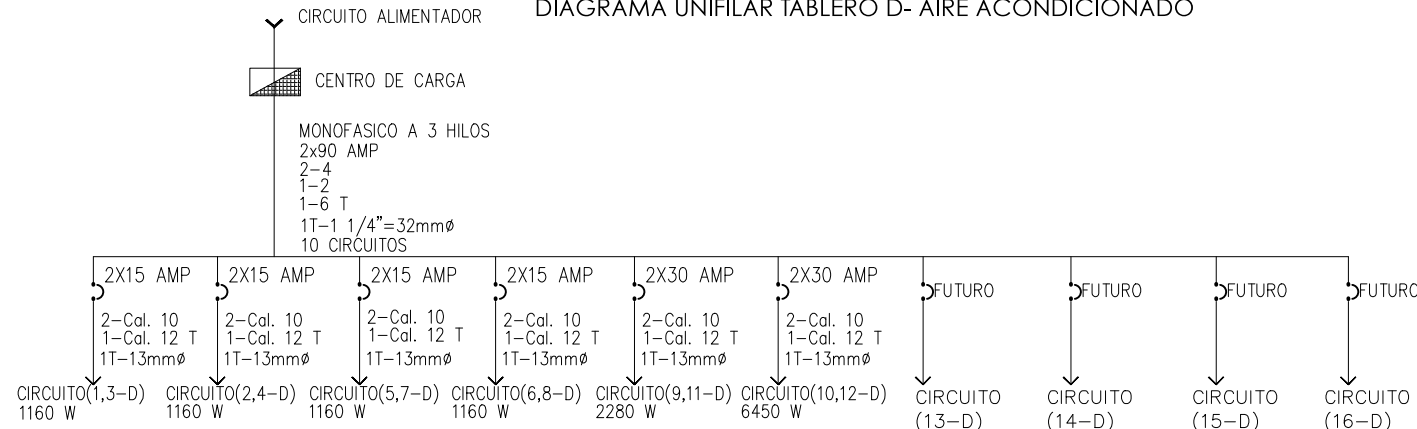 DIAGRAMA UNIFILAR TABLERO D- AIRE ACONDICIONADO
CIRCUITO ALIMENTADOR
CENTRO DE CARGA
MONOFASICO A 3 HILOS
2x90 AMP
2-4
1-2
1-6 T
1T-1 1/4"=32mmø
10 CIRCUITOS
2X15 AMP
2-Cal. 10
1-Cal. 12 T
1T-13mmø
CIRCUITO(1,3-D)
1160 W
2X15 AMP
2-Cal. 10
1-Cal. 12 T
1T-13mmø
CIRCUITO(2,4-D)
1160 W
2X15 AMP
2-Cal. 10
1-Cal. 12 T
1T-13mmø
CIRCUITO(5,7-D)
1160 W
2X15 AMP
2-Cal. 10
1-Cal. 12 T
1T-13mmø
CIRCUITO(6,8-D)
1160 W
2X30 AMP
2-Cal. 10
1-Cal. 12 T
1T-13mmø
CIRCUITO(9,11-D)
2280 W
2X30 AMP
2-Cal. 10
1-Cal. 12 T
1T-13mmø
CIRCUITO(10,12-D)
6450 W
FUTURO
CIRCUITO
(13-D)
FUTURO
CIRCUITO
(14-D)
FUTURO
CIRCUITO
(15-D)
FUTURO
CIRCUITO
(16-D)